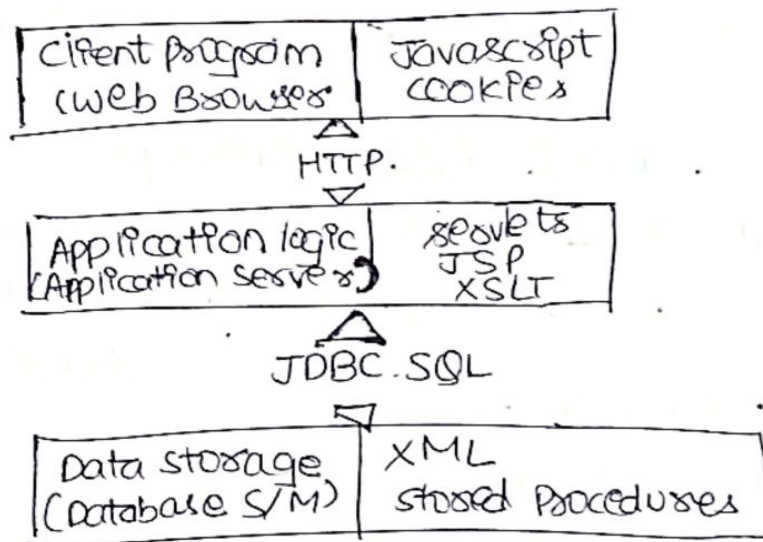 Client program
(Web Browser
Javascript
cookies
HTTP.
Application logic
(Application server)
servlets
JSP
XSLT
JDBC.SQL
Data storage
(Database S/M)
XML
stored procedures